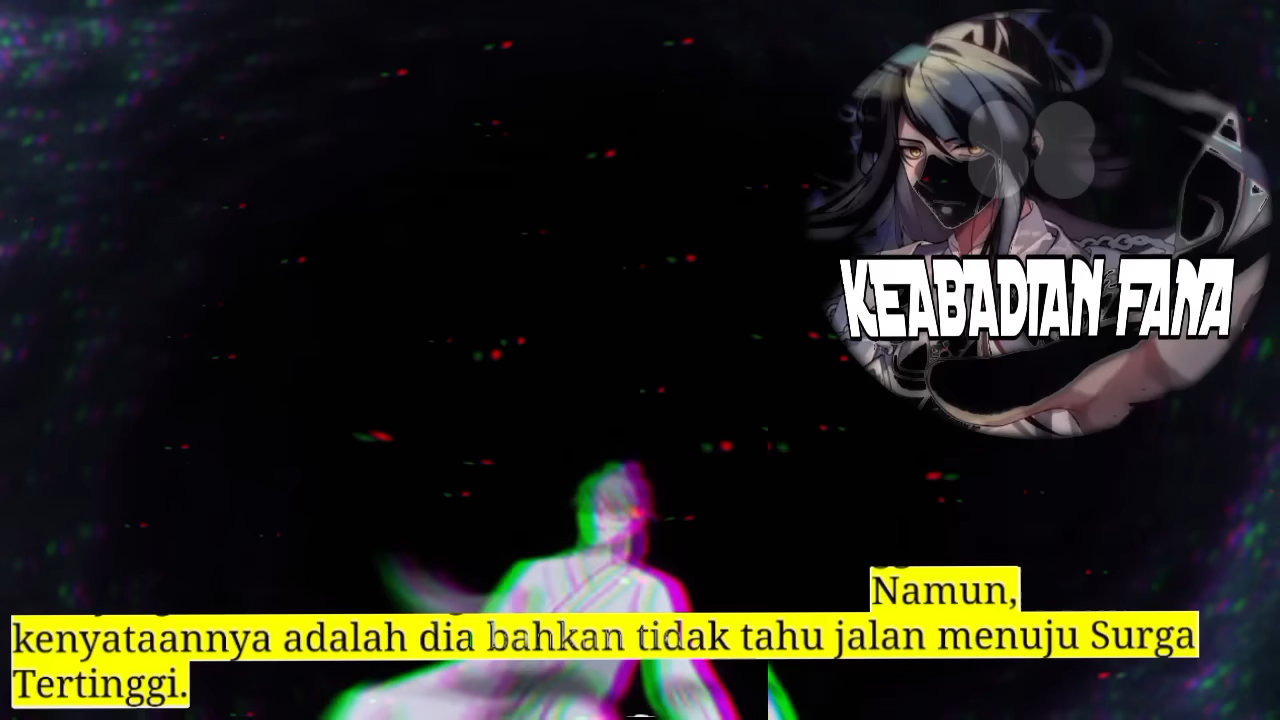 KEABADIAN FANA
Namun,
kenyataannya adalah dia bahkan tidak tahu jalan menuju Surga
Tertinggi.